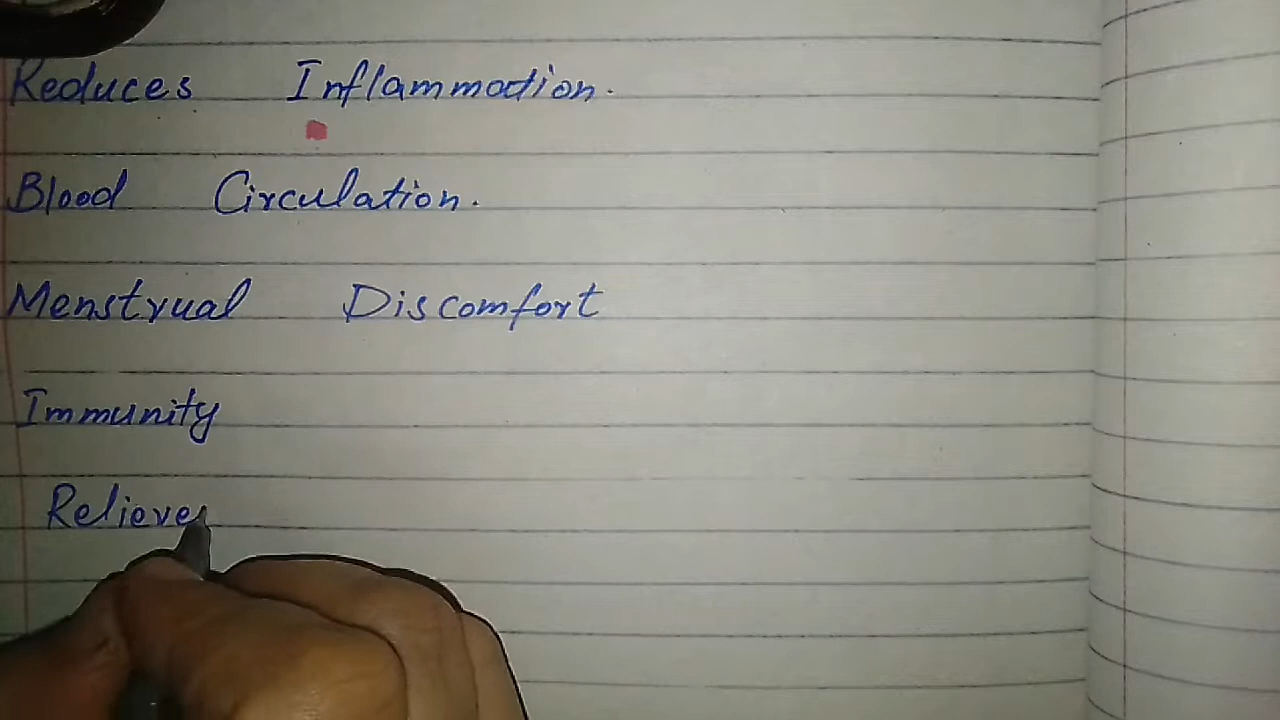 Reduces Inflammation.
Blood Circulation.
Menstrual Discomfort
Immunity
Relieves